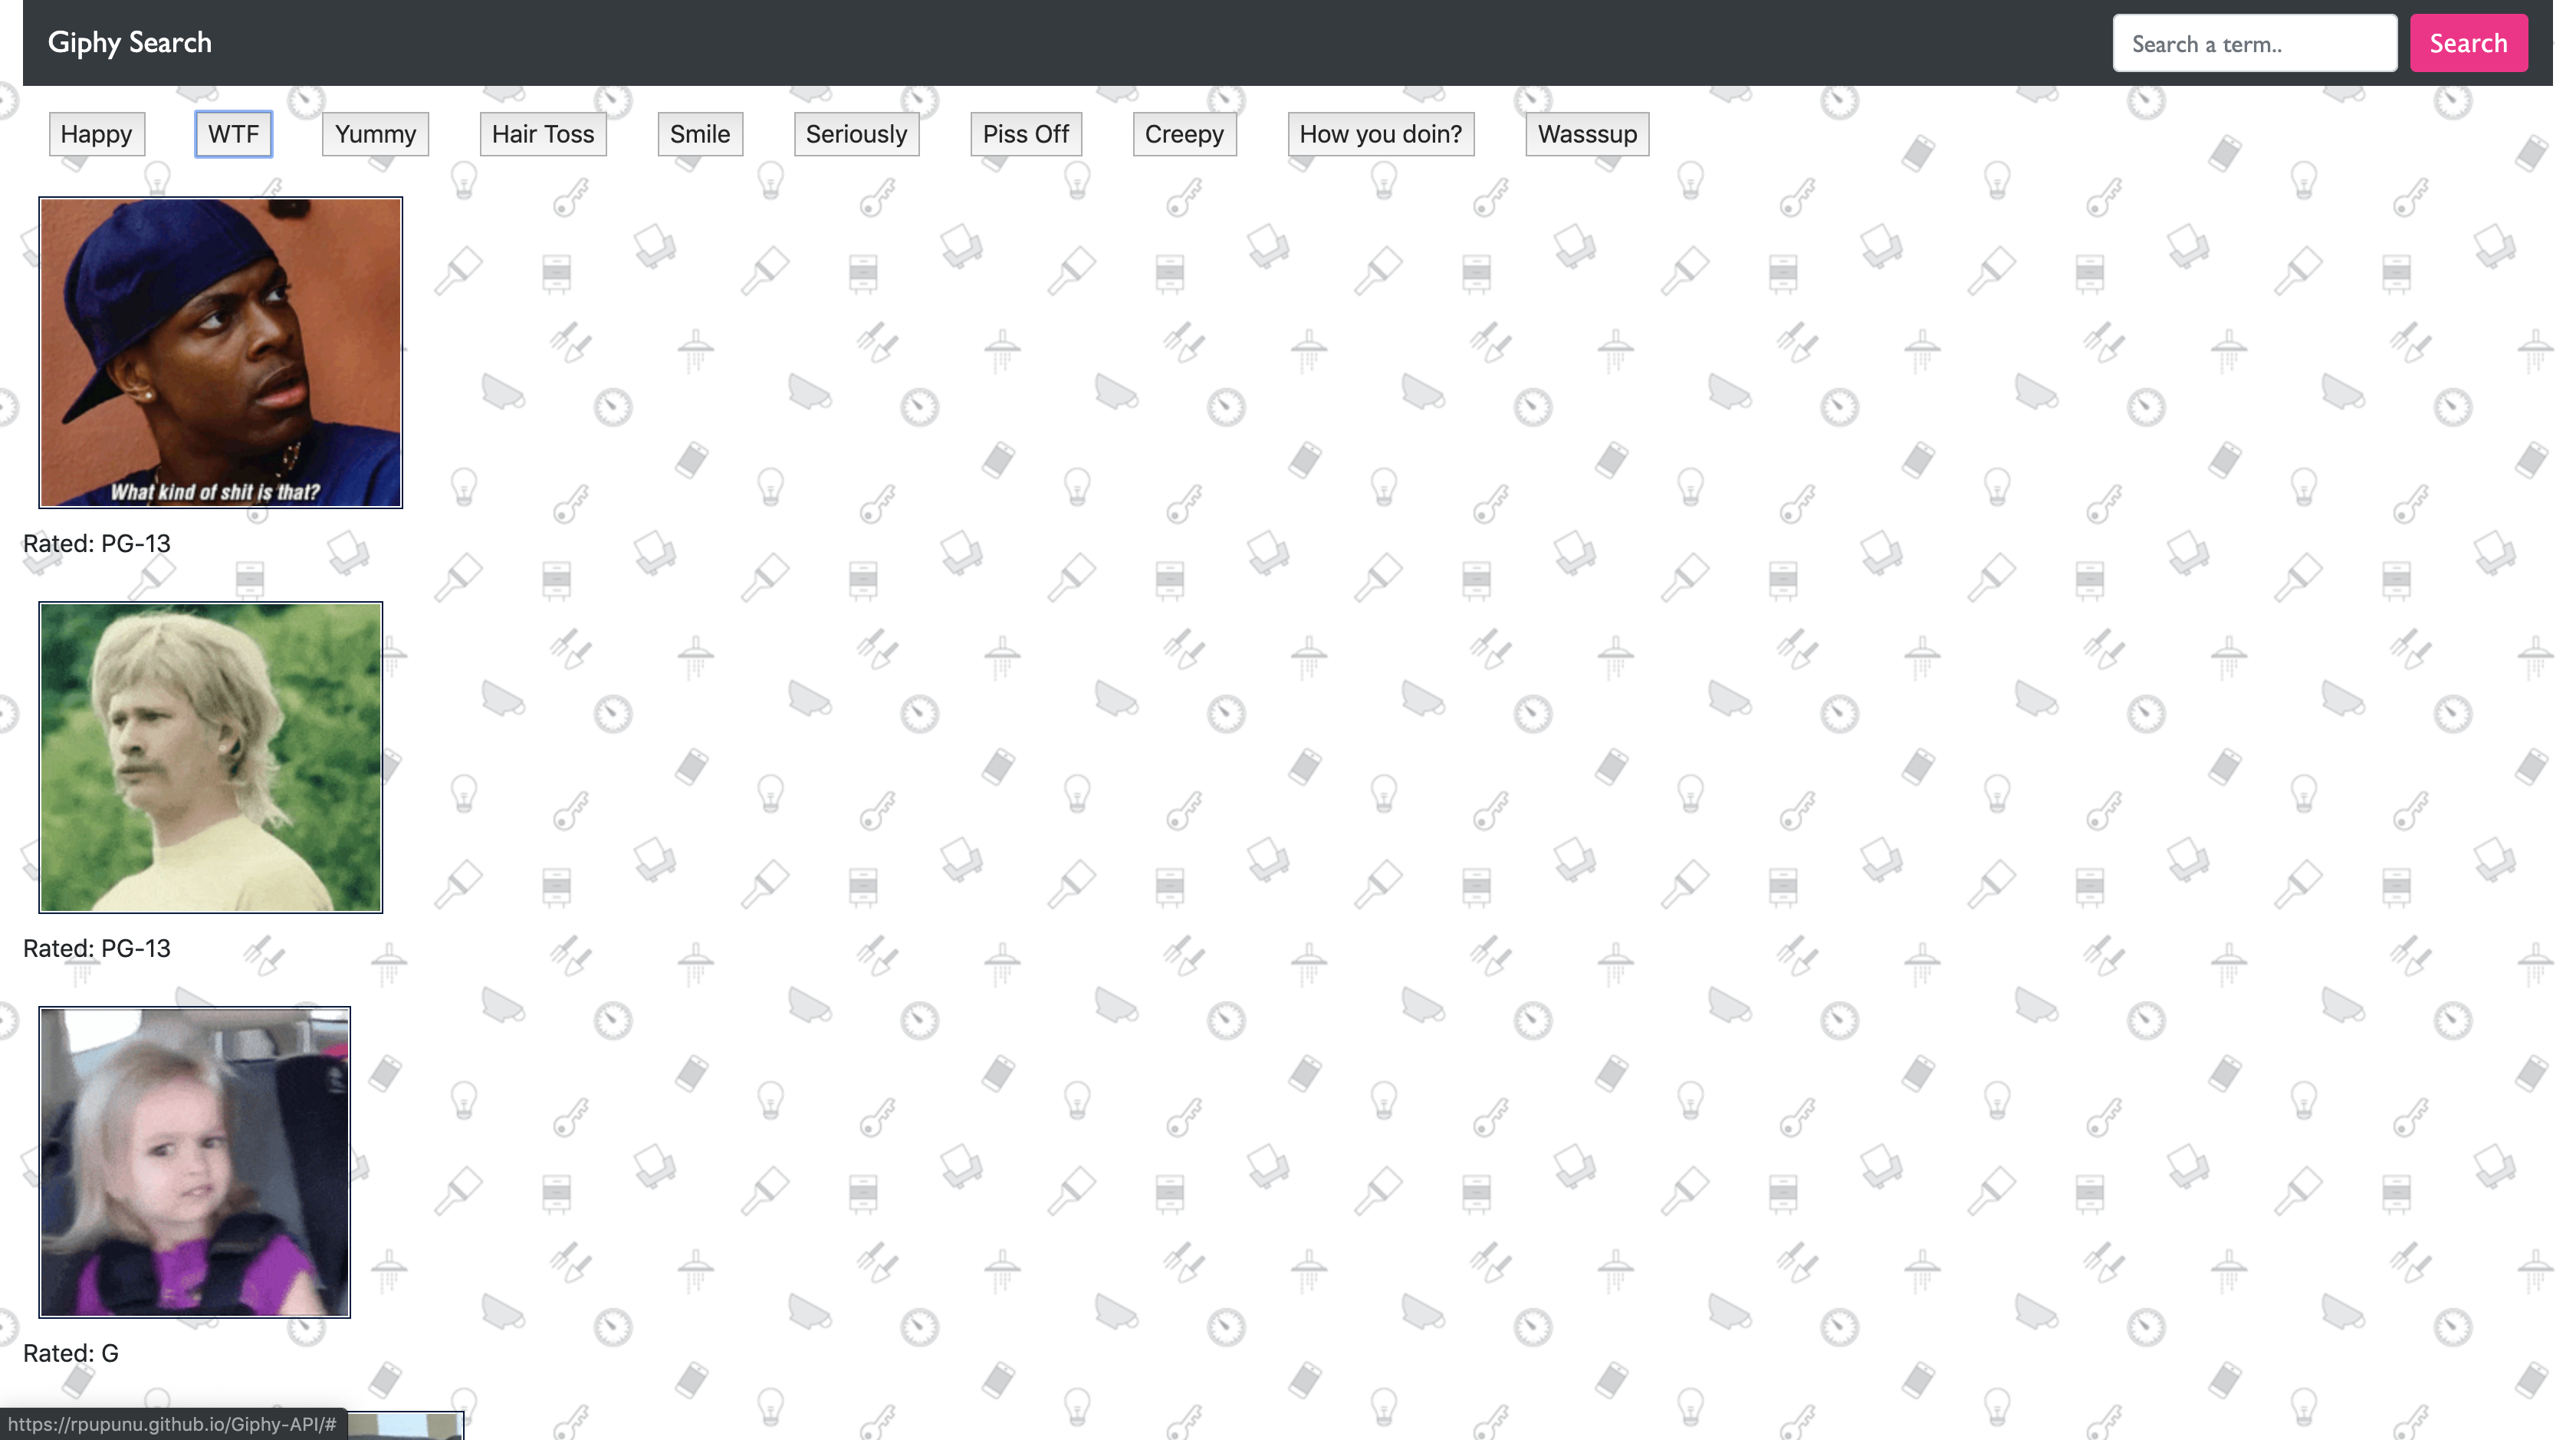 Giphy Search
Search a term..
Search
Happy
WTF
Yummy
Hair Toss
Smile
Seriously
Piss Off
Creepy
How you doin?
Wasssup
What kind of shit is that?
Rated: PG-13
Rated: PG-13
Rated: G
https://rpupunu.github.io/Giphy-API/#